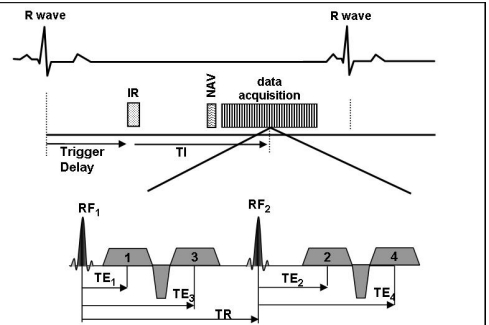 R wave
R wave
IR
NAV
data
acquisition
Trigger
Delay
TI
RF1
RF2
1
3
2
4
TE1
TE2
TE3
TE4
TR